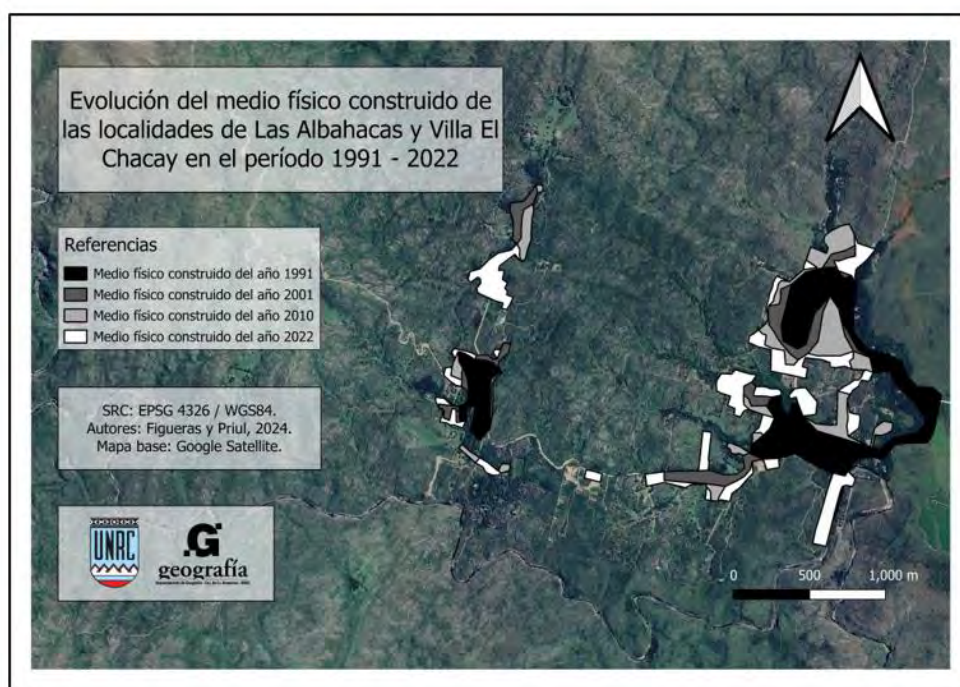 Evolución del medio físico construido de
las localidades de Las Albahacas y Villa El
Chacay en el período 1991 - 2022
Referencias
Medio físico construido del año 1991
Medio físico construido del año 2001
Medio físico construido del año 2010
Medio físico construido del año 2022
SRC: EPSG 4326 / WGS84.
Autores: Figueras y Priul, 2024.
Mapa base: Google Satellite.
UNRC
.G
geografía
0 500 1,000 m